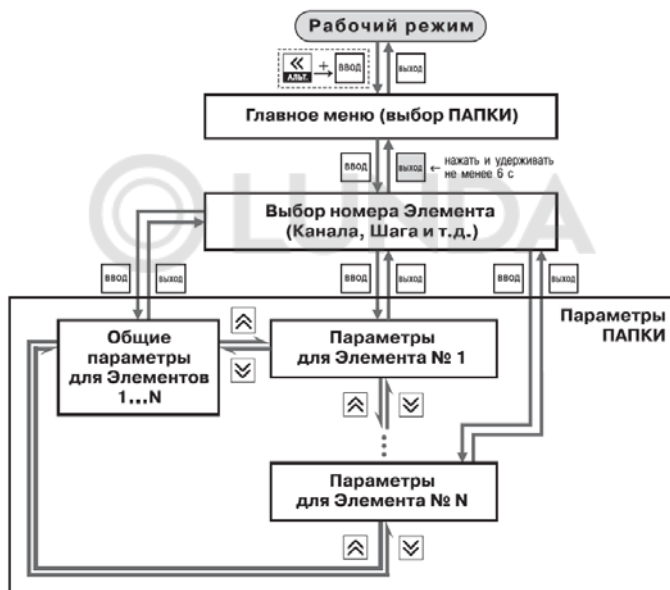 Рабочий режим
АЛЬТ. + ВВОД ВЫХОД
Главное меню (выбор ПАПКИ)
ВВОД ВЫХОД ← нажать и удерживать
не менее 6 с
LUNDA
Выбор номера Элемента
(Канала, Шага и т.д.)
ВВОД ВЫХОД ВВОД ВЫХОД ВВОД ВЫХОД
Параметры
ПАПКИ
Общие
параметры
для Элементов
1...N
Параметры
для Элемента № 1
Параметры
для Элемента № N